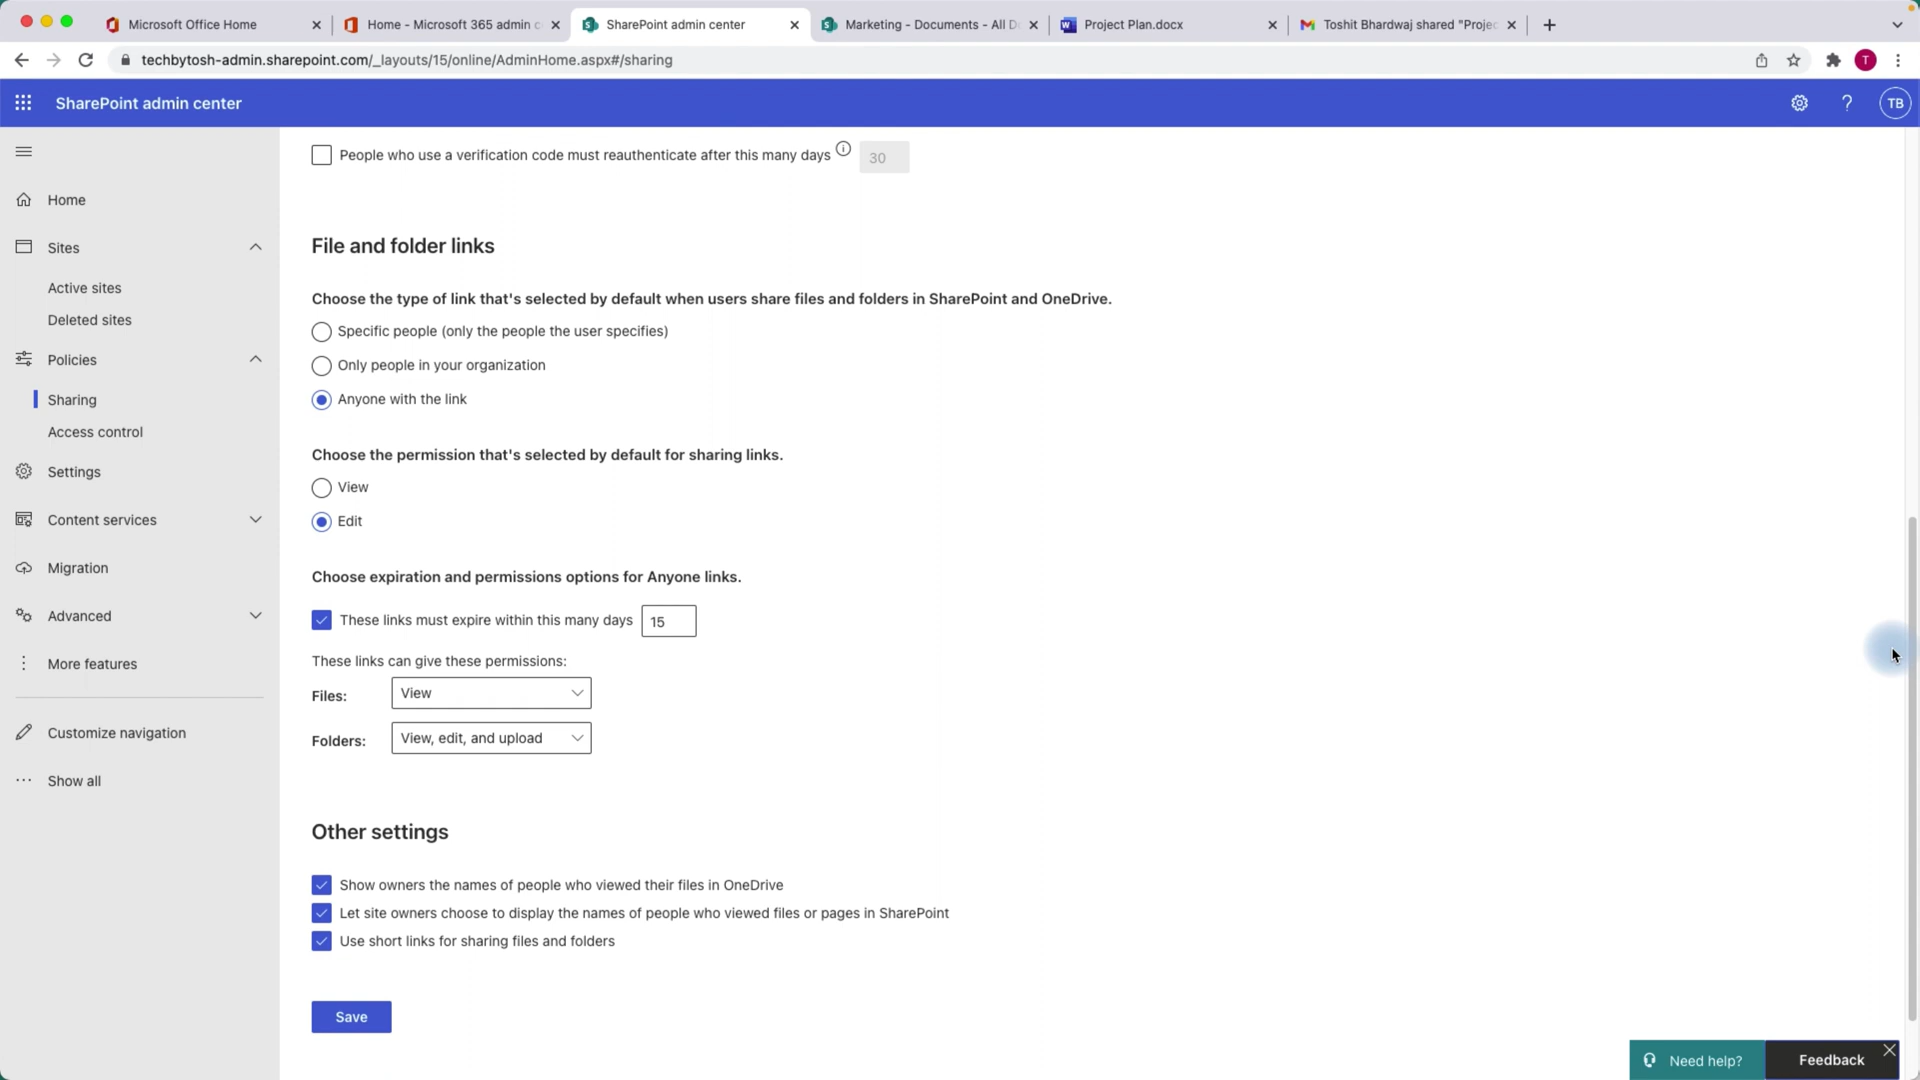 Microsoft Office Home
Home - Microsoft 365 admin c
SharePoint admin center
Marketing - Documents - All D
Project Plan.docx
Toshit Bhardwaj shared "Projec
techbytosh-admin.sharepoint.com/_layouts/15/online/AdminHome.aspx#/sharing
T
SharePoint admin center
?
TB
Home
Sites
Active sites
Deleted sites
Policies
Sharing
Access control
Settings
Content services
Migration
Advanced
More features
Customize navigation
Show all
People who use a verification code must reauthenticate after this many days
30
File and folder links
Choose the type of link that's selected by default when users share files and folders in SharePoint and OneDrive.
Specific people (only the people the user specifies)
Only people in your organization
Anyone with the link
Choose the permission that's selected by default for sharing links.
View
Edit
Choose expiration and permissions options for Anyone links.
These links must expire within this many days 15
These links can give these permissions:
Files: View
Folders: View, edit, and upload
Other settings
Show owners the names of people who viewed their files in OneDrive
Let site owners choose to display the names of people who viewed files or pages in SharePoint
Use short links for sharing files and folders
Save
Need help?
Feedback